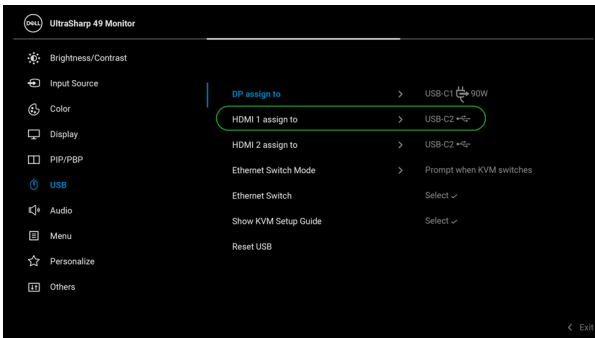 DELL UltraSharp 49 Monitor
Brightness/Contrast
Input Source
Color
Display
PIP/PBP
USB
Audio
Menu
Personalize
Others
DP assign to > USB-C1 90W
HDMI 1 assign to > USB-C2
HDMI 2 assign to > USB-C2
Ethernet Switch Mode > Prompt when KVM switches
Ethernet Switch Select ✓
Show KVM Setup Guide Select ✓
Reset USB
< Exit